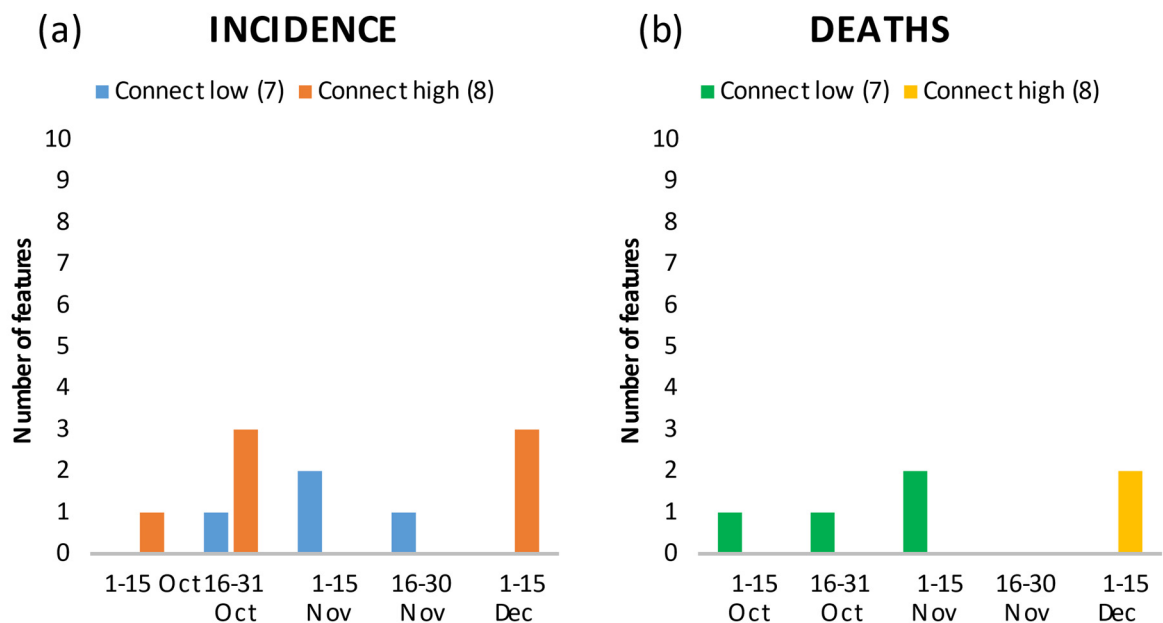 (a) INCIDENCE
Connect low (7) Connect high (8)
Number of features
10
9
8
7
6
5
4
3
2
1
0
1-15 Oct 16-31 1-15 16-30 1-15
Oct Nov Nov Dec
(b) DEATHS
Connect low (7) Connect high (8)
Number of features
10
9
8
7
6
5
4
3
2
1
0
1-15 16-31 1-15 16-30 1-15
Oct Oct Nov Nov Dec